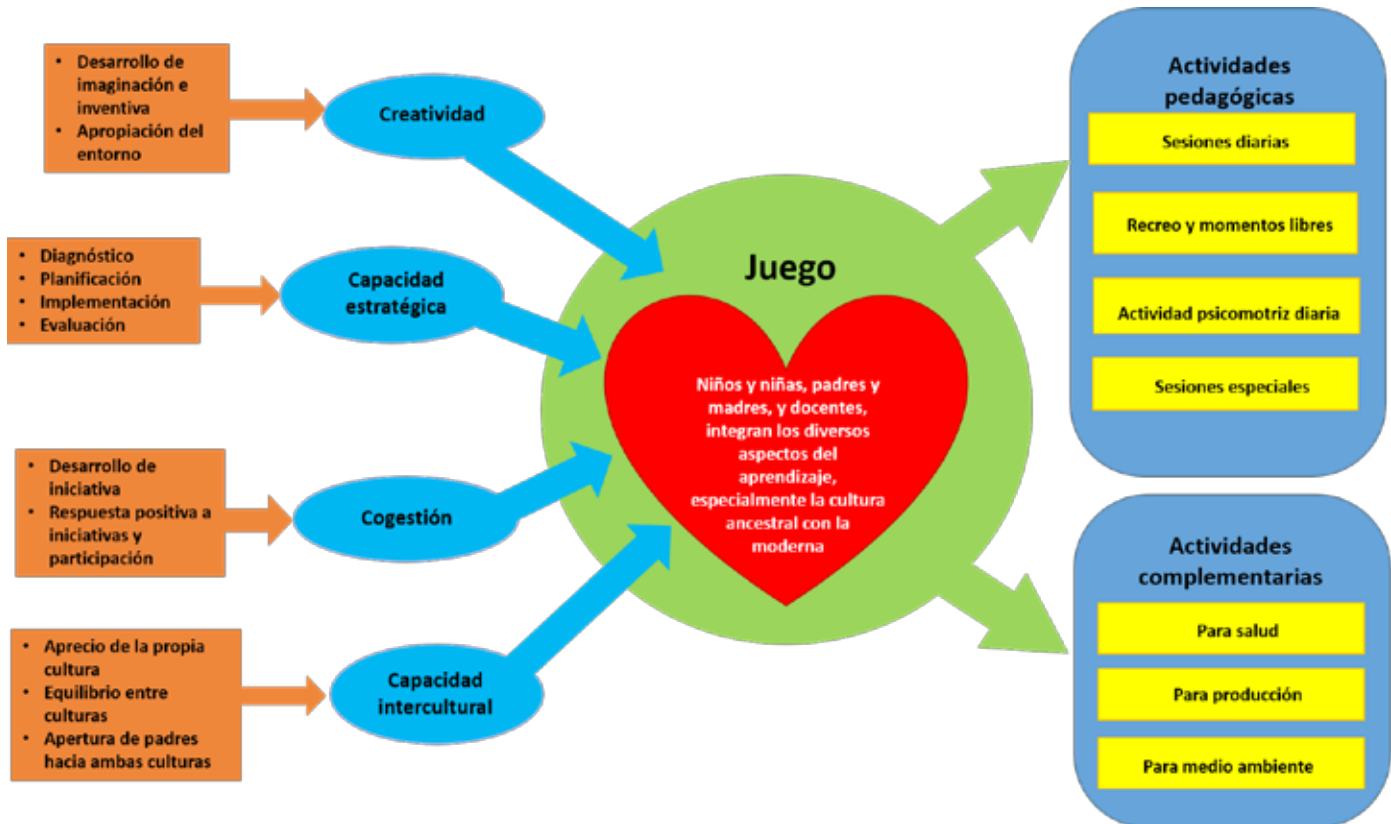 • Desarrollo de
imaginación e
inventiva
• Apropiación del
entorno
Creatividad
• Diagnóstico
• Planificación
• Implementación
• Evaluación
Capacidad
estratégica
• Desarrollo de
iniciativa
• Respuesta positiva a
iniciativas y
participación
Cogestión
• Aprecio de la propia
cultura
• Equilibrio entre
culturas
• Apertura de padres
hacia ambas culturas
Capacidad
intercultural
Juego
Niños y niñas, padres y
madres, y docentes,
integran los diversos
aspectos del
aprendizaje,
especialmente la cultura
ancestral con la
moderna
Actividades
pedagógicas
Sesiones diarias
Recreo y momentos libres
Actividad psicomotriz diaria
Sesiones especiales
Actividades
complementarias
Para salud
Para producción
Para medio ambiente